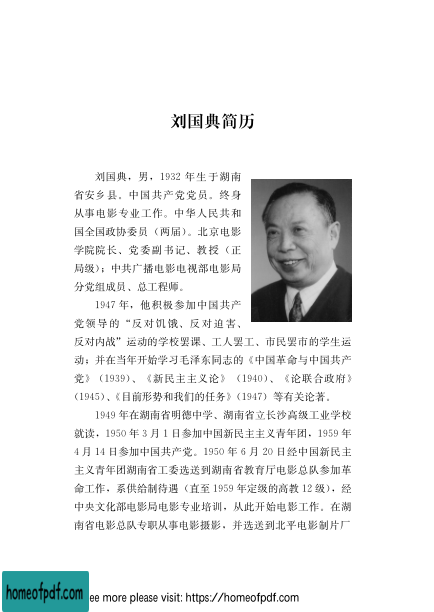 刘国典简历
刘国典，男，1932 年生于湖南
省安乡县。中国共产党党员。终身
从事电影专业工作。中华人民共和
国全国政协委员（两届）。北京电影
学院院长、党委副书记、教授（正
局级）；中共广播电影电视部电影局
分党组成员、总工程师。
1947 年，他积极参加中国共产
党领导的“反对饥饿、反对迫害、
反对内战”运动的学校罢课、工人罢工、市民罢市的学生运
动；并在当年开始学习毛泽东同志的《中国革命与中国共产
党》（1939）、《新民主主义论》（1940）、《论联合政府》
（1945）、《目前形势和我们的任务》（1947）等有关论著。
1949 年在湖南省明德中学、湖南省立长沙高级工业学校
就读，1950 年 3 月 1 日参加中国新民主主义青年团，1959 年
4 月 14 日参加中国共产党。1950 年 6 月 20 日经中国新民主
主义青年团湖南省工委选送到湖南省教育厅电影总队参加革
命工作，系供给制待遇（直至 1959 年定级的高教 12 级），经
中央文化部电影局电影专业培训，从此开始电影工作。在湖
南省电影总队专职从事电影摄影，并选送到北平电影制片厂
homeofpdf.com
ee more please visit: https://homeofpdf.com